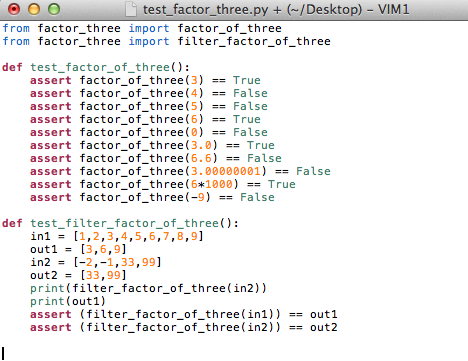 test_factor_three.py + (~/Desktop) – VIM1
from factor_three import factor_of_three
from factor_three import filter_factor_of_three
def test_factor_of_three():
    assert factor_of_three(3) == True
    assert factor_of_three(4) == False
    assert factor_of_three(5) == False
    assert factor_of_three(6) == True
    assert factor_of_three(0) == False
    assert factor_of_three(3.0) == True
    assert factor_of_three(6.6) == False
    assert factor_of_three(3.00000001) == False
    assert factor_of_three(6*1000) == True
    assert factor_of_three(-9) == False
def test_filter_factor_of_three():
    in1 = [1,2,3,4,5,6,7,8,9]
    out1 = [3,6,9]
    in2 = [-2,-1,33,99]
    out2 = [33,99]
    print(filter_factor_of_three(in2))
    print(out1)
    assert (filter_factor_of_three(in1)) == out1
    assert (filter_factor_of_three(in2)) == out2